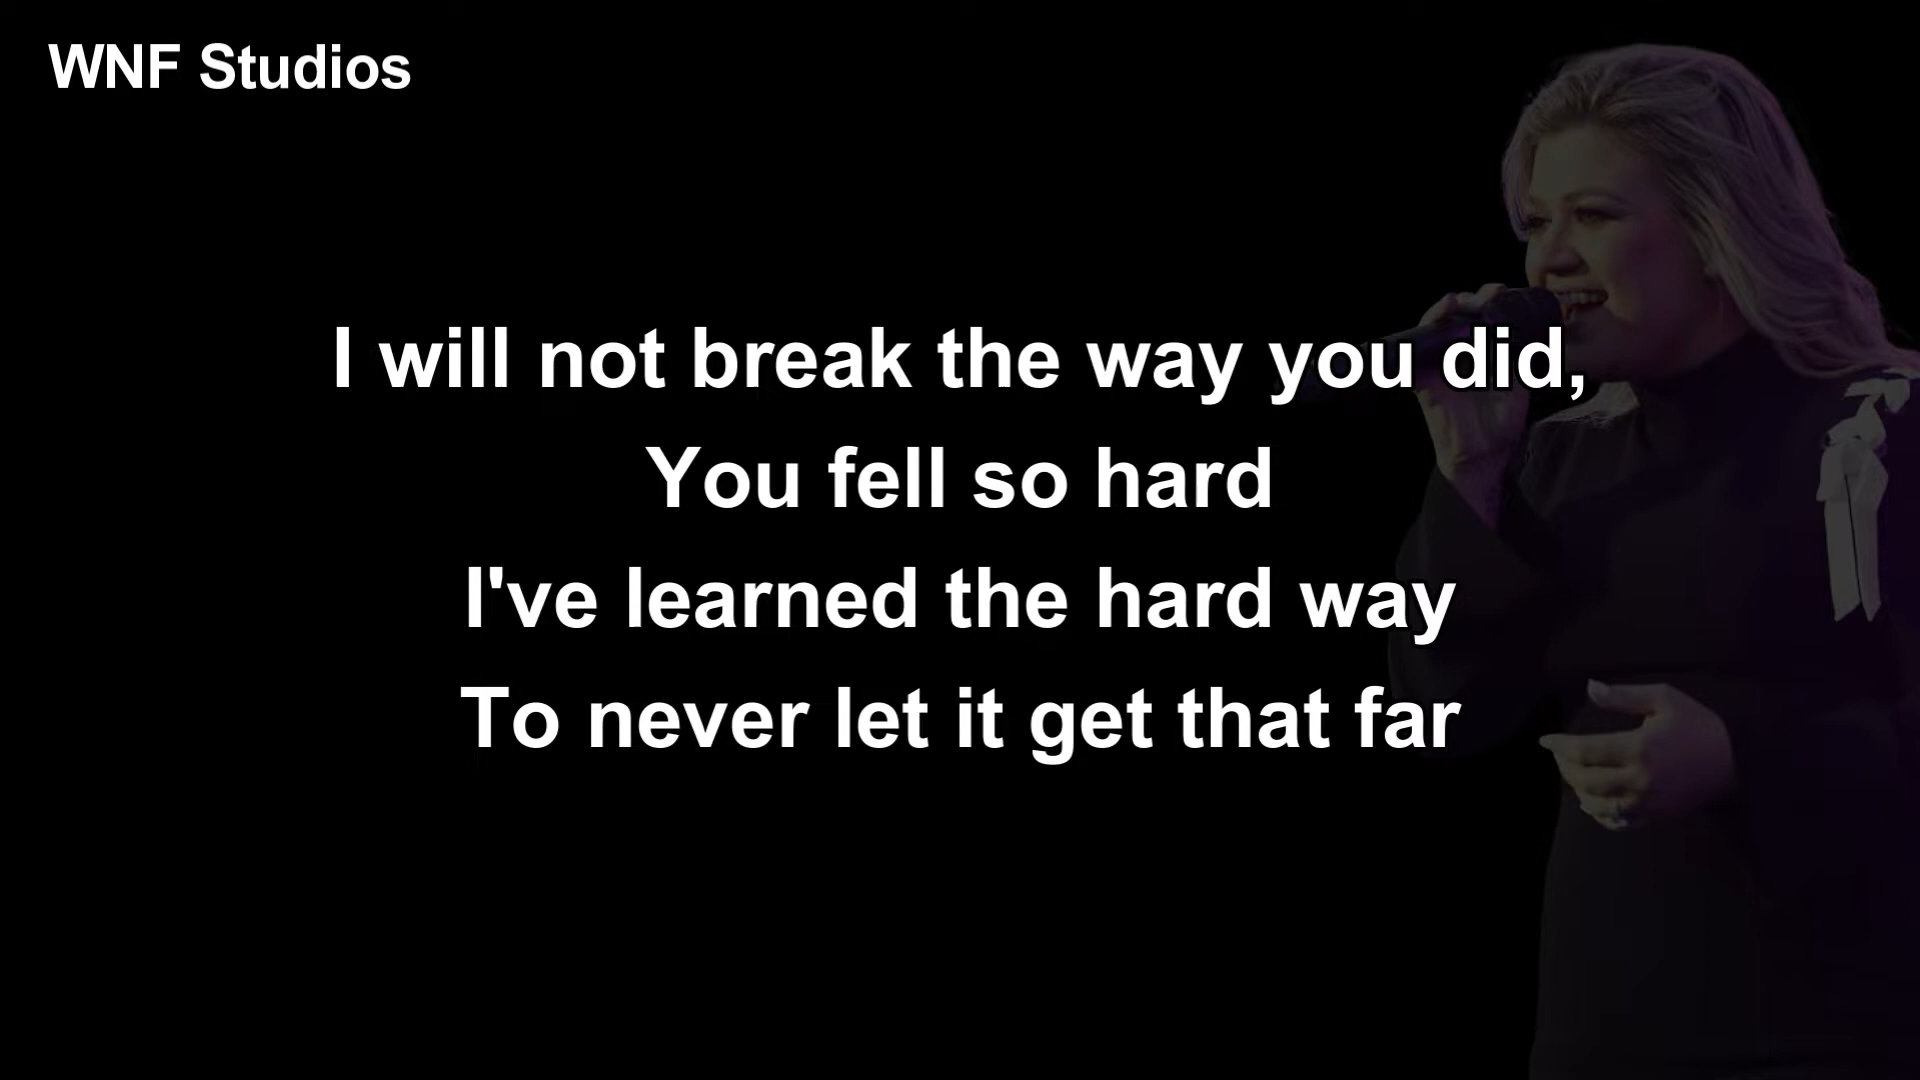 WNF Studios
I will not break the way you did,
You fell so hard
I've learned the hard way
To never let it get that far